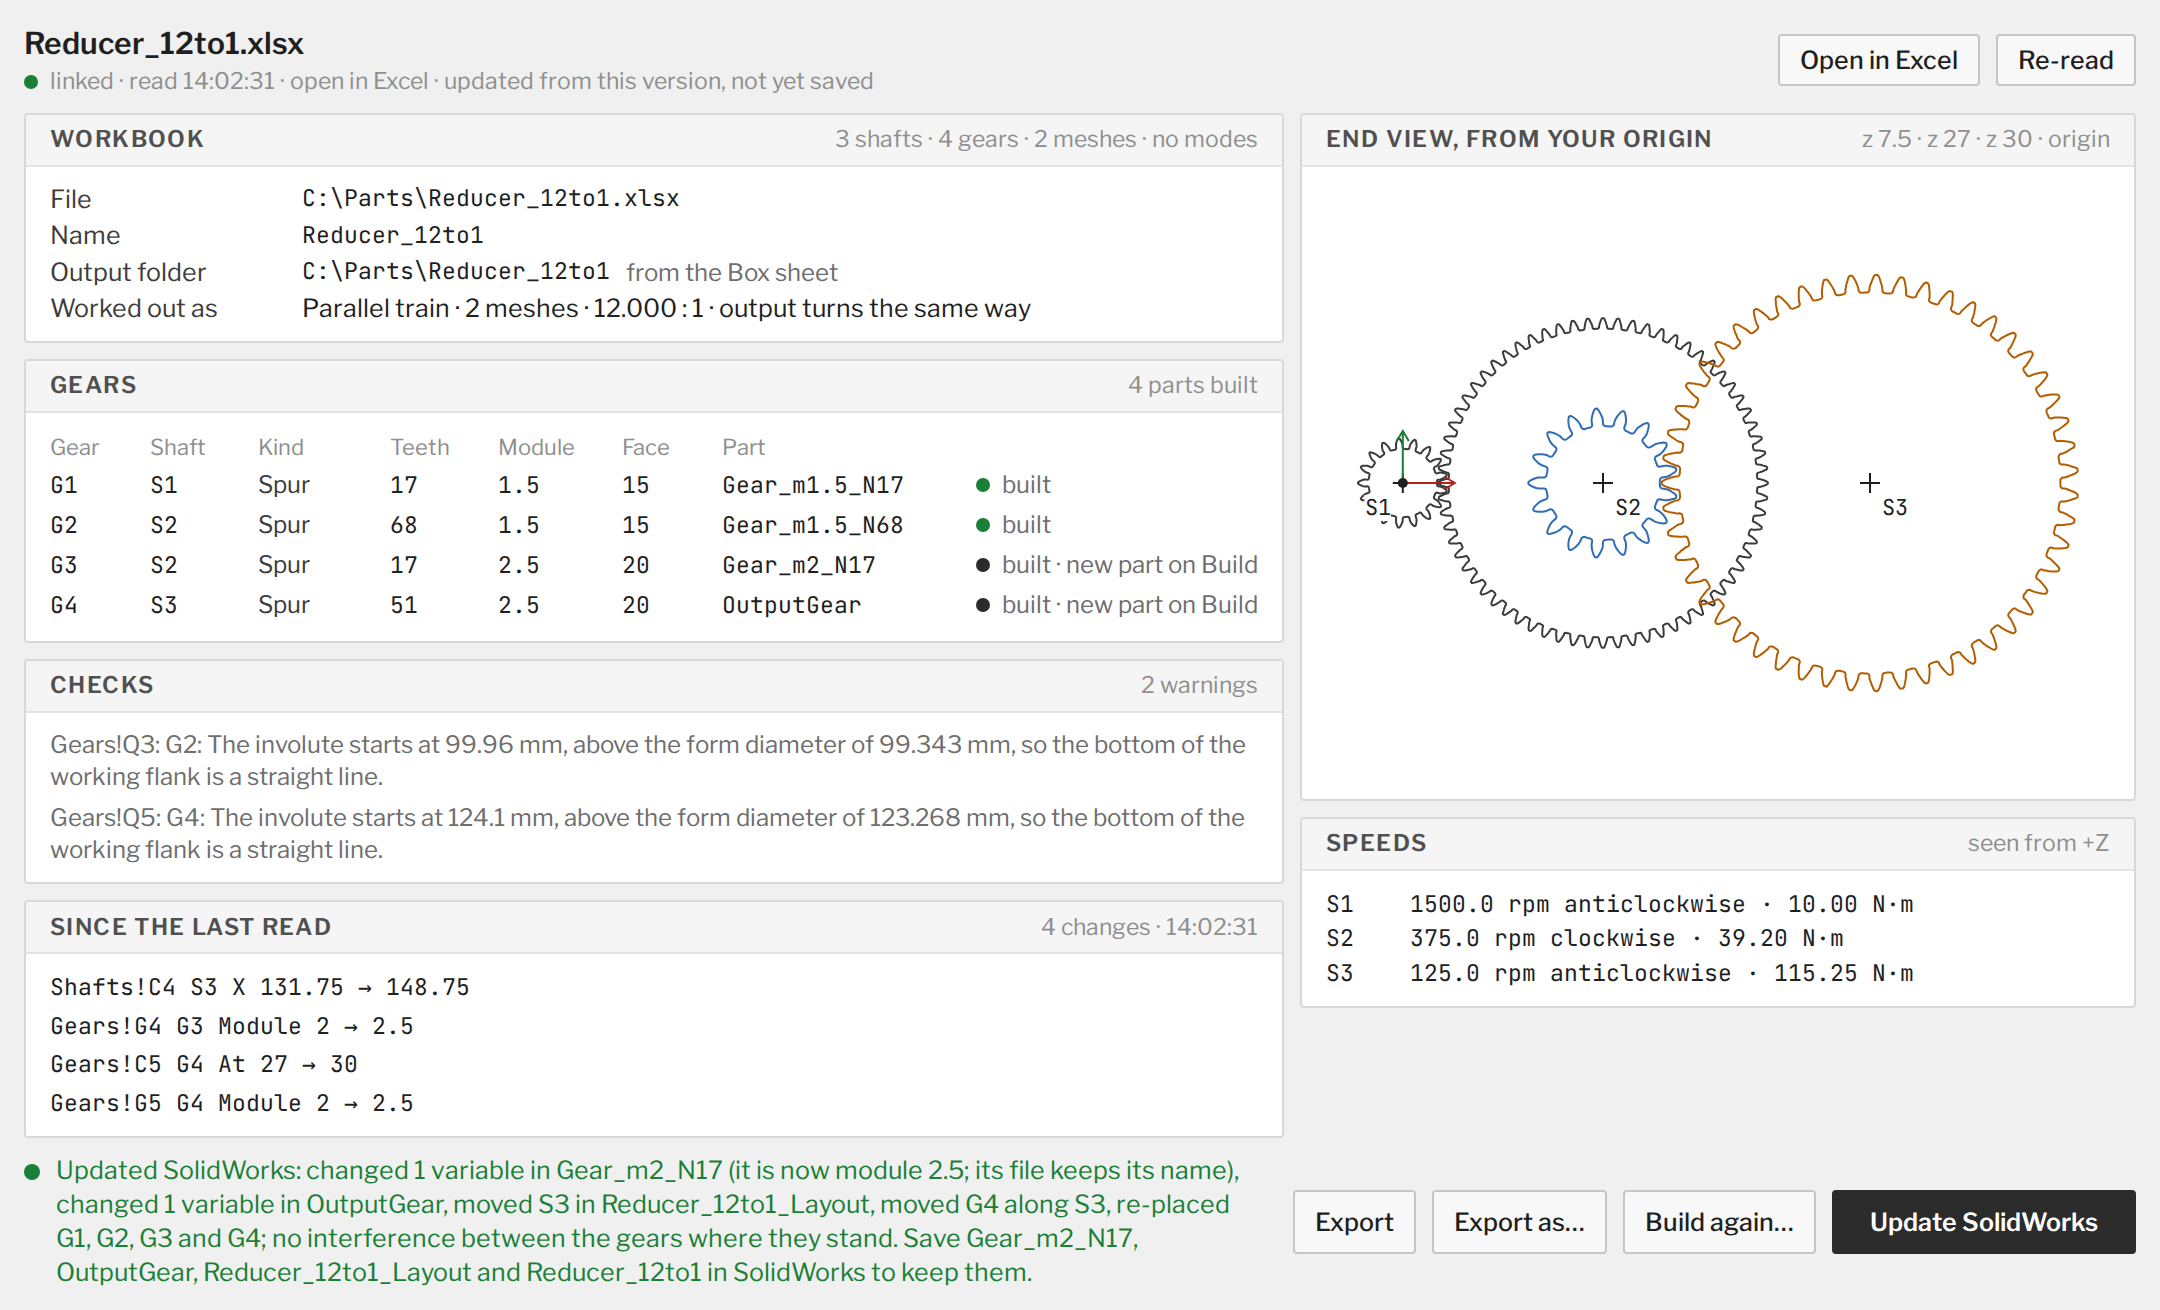 Reducer_12to1.xlsx
linked · read 14:02:31 · open in Excel · updated from this version, not yet saved
Open in Excel
Re-read
WORKBOOK
3 shafts · 4 gears · 2 meshes · no modes
File C:\Parts\Reducer_12to1.xlsx
Name Reducer_12to1
Output folder C:\Parts\Reducer_12to1 from the Box sheet
Worked out as Parallel train · 2 meshes · 12.000 : 1 · output turns the same way
GEARS
4 parts built
Gear Shaft Kind Teeth Module Face Part
G1 S1 Spur 17 1.5 15 Gear_m1.5_N17 built
G2 S2 Spur 68 1.5 15 Gear_m1.5_N68 built
G3 S2 Spur 17 2.5 20 Gear_m2_N17 built · new part on Build
G4 S3 Spur 51 2.5 20 OutputGear built · new part on Build
CHECKS
2 warnings
Gears!Q3: G2: The involute starts at 99.96 mm, above the form diameter of 99.343 mm, so the bottom of the
working flank is a straight line.
Gears!Q5: G4: The involute starts at 124.1 mm, above the form diameter of 123.268 mm, so the bottom of the
working flank is a straight line.
SINCE THE LAST READ
4 changes · 14:02:31
Shafts!C4 S3 X 131.75 → 148.75
Gears!G4 G3 Module 2 → 2.5
Gears!C5 G4 At 27 → 30
Gears!G5 G4 Module 2 → 2.5
END VIEW, FROM YOUR ORIGIN
z 7.5 · z 27 · z 30 · origin
S1
S2
S3
SPEEDS
seen from +Z
S1 1500.0 rpm anticlockwise · 10.00 N·m
S2 375.0 rpm clockwise · 39.20 N·m
S3 125.0 rpm anticlockwise · 115.25 N·m
Updated SolidWorks: changed 1 variable in Gear_m2_N17 (it is now module 2.5; its file keeps its name),
changed 1 variable in OutputGear, moved S3 in Reducer_12to1_Layout, moved G4 along S3, re-placed
G1, G2, G3 and G4; no interference between the gears where they stand. Save Gear_m2_N17,
OutputGear, Reducer_12to1_Layout and Reducer_12to1 in SolidWorks to keep them.
Export
Export as...
Build again...
Update SolidWorks